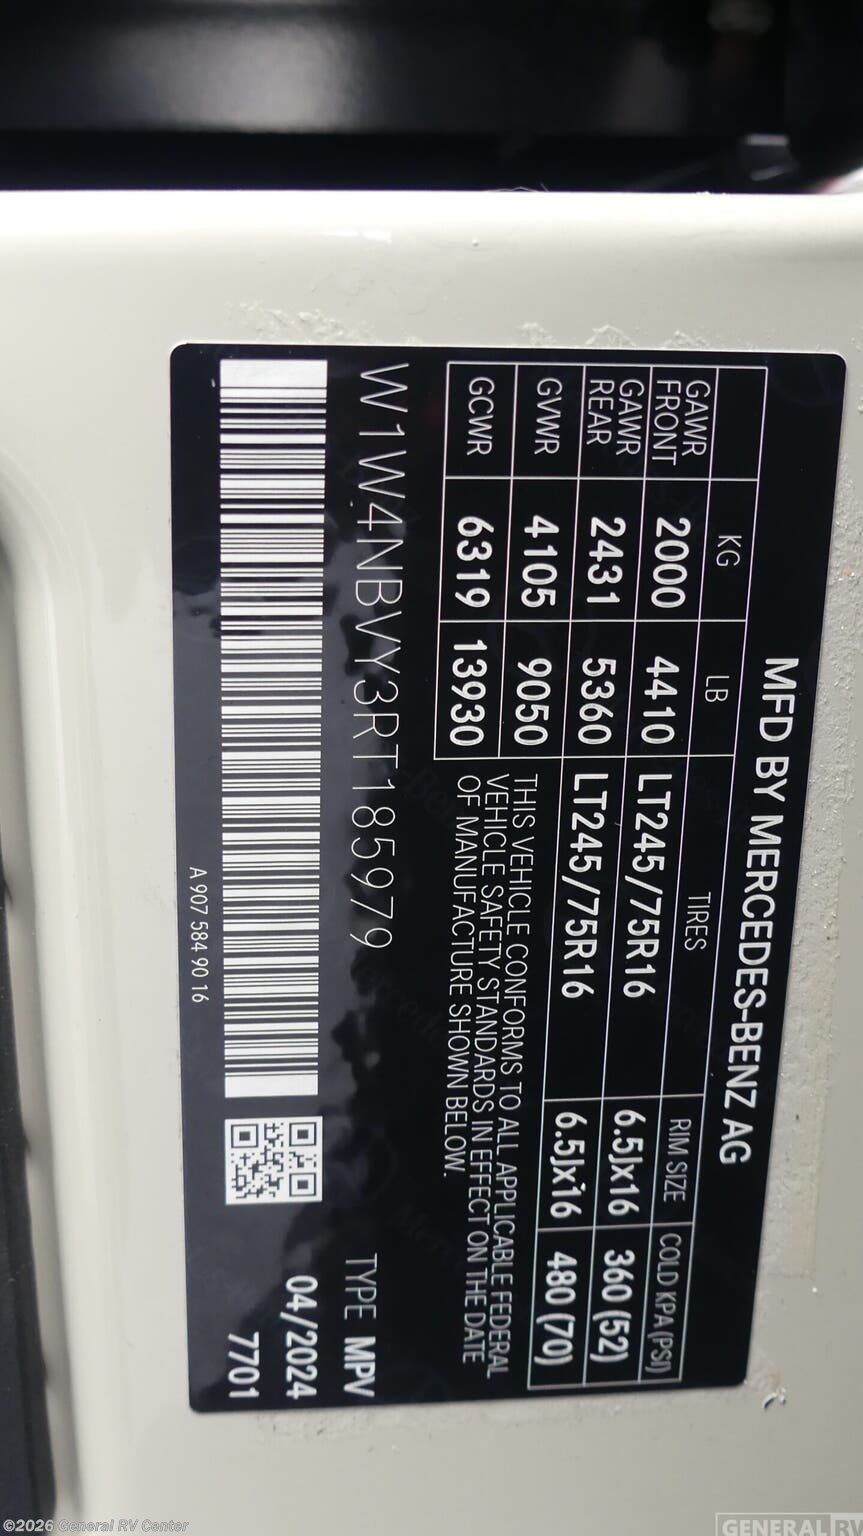 MFD BY MERCEDES-BENZ AG
KG LB TIRES RIM SIZE COLD KPA (PSI)
GAWR FRONT 2000 4410 LT245/75R16 6.5Jx16 360 (52)
GAWR REAR 2431 5360 LT245/75R16 6.5Jx16 480 (70)
GVWR 4105 9050
GCWR 6319 13930
THIS VEHICLE CONFORMS TO ALL APPLICABLE FEDERAL
VEHICLE SAFETY STANDARDS IN EFFECT ON THE DATE
OF MANUFACTURE SHOWN BELOW.
W1W4NBVY3RT185979
TYPE MPV
04/2024
7701
A 907 584 90 16
©2026 General RV Center
GENERAL RV